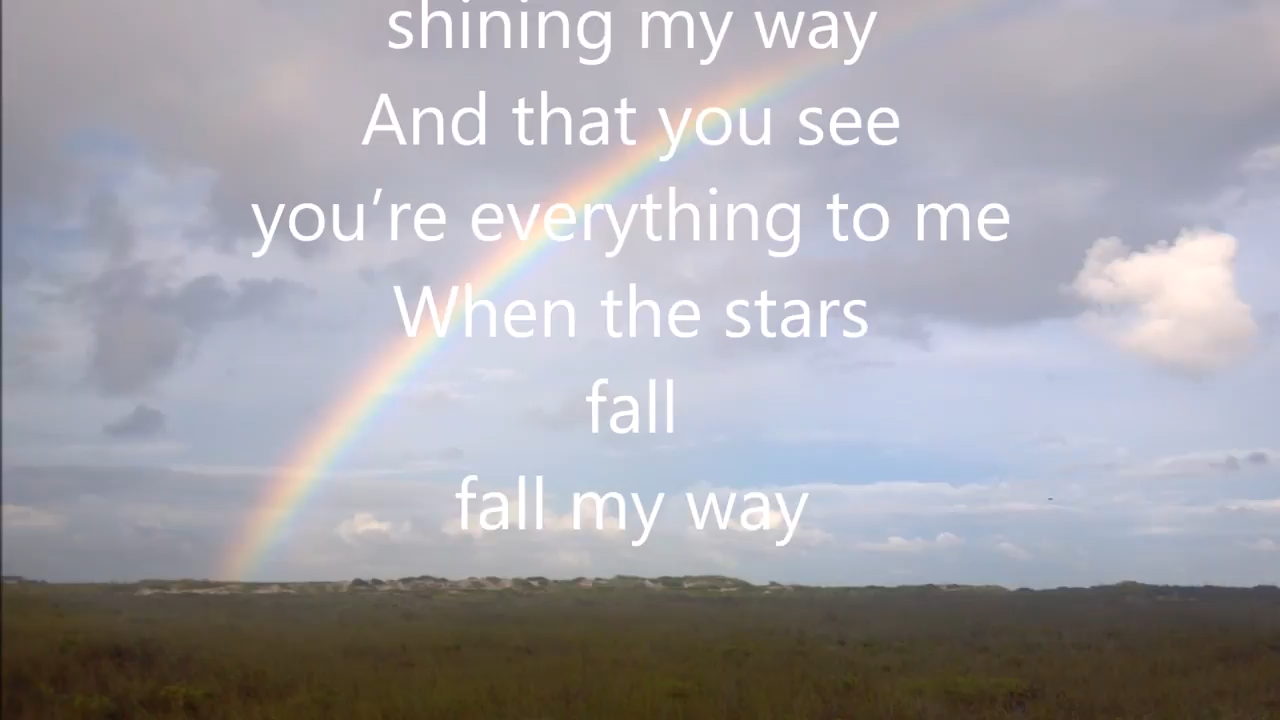 shining my way
And that you see
you’re everything to me
When the stars
fall
fall my way